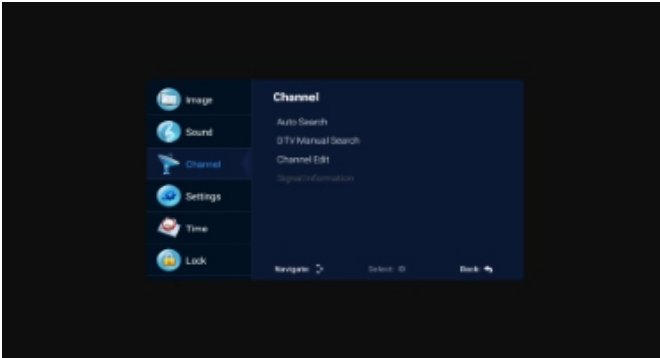 Image
Sound
Channel
Settings
Time
Lock
Channel
Auto Search
DTV Manual Search
Channel Edit
Signal Information
Navigate
Select
Back